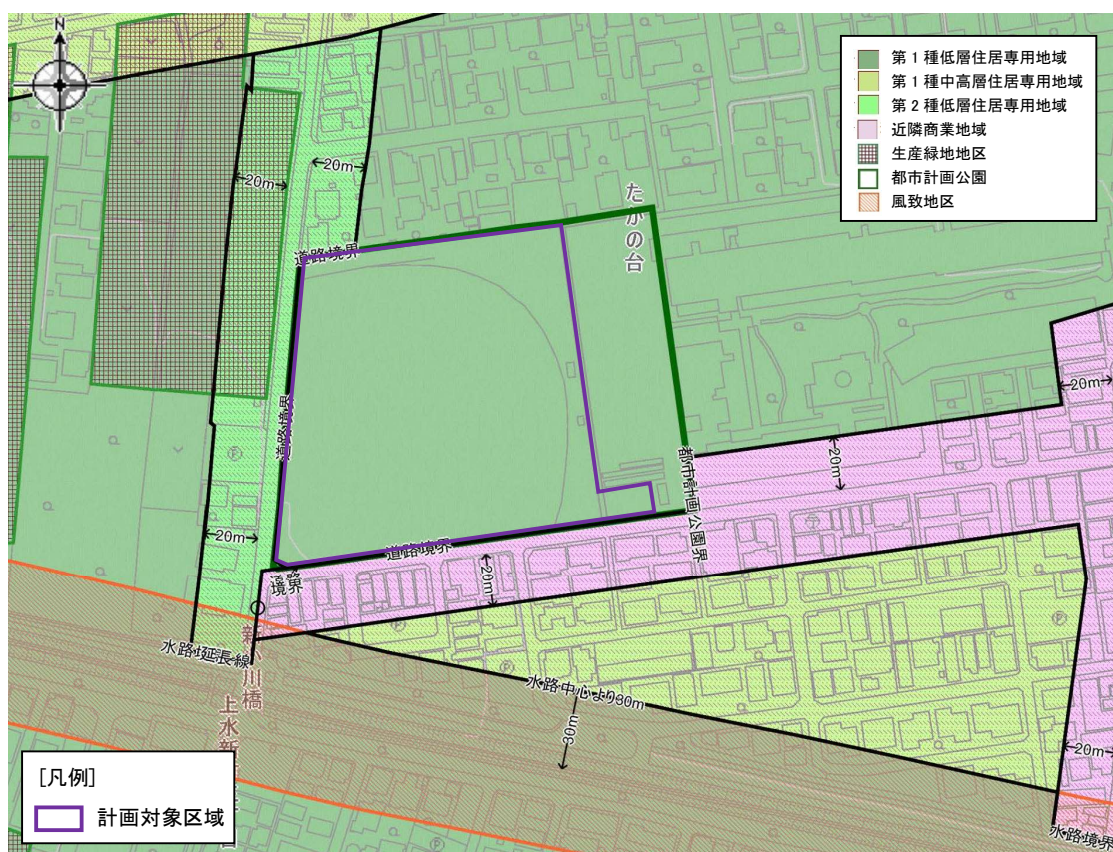 N
第1種低層住居専用地域
第1種中高層住居専用地域
第2種低層住居専用地域
近隣商業地域
生産緑地地区
都市計画公園
風致地区
20m
20m
たかの台
道路境界
20m
道路境界
20m
都市計画公園界
20m
道路境界
20m
境界
水路
延長線
川橋
水路中心より30m
上水新
30m
20m
水路境界
[凡例]
計画対象区域